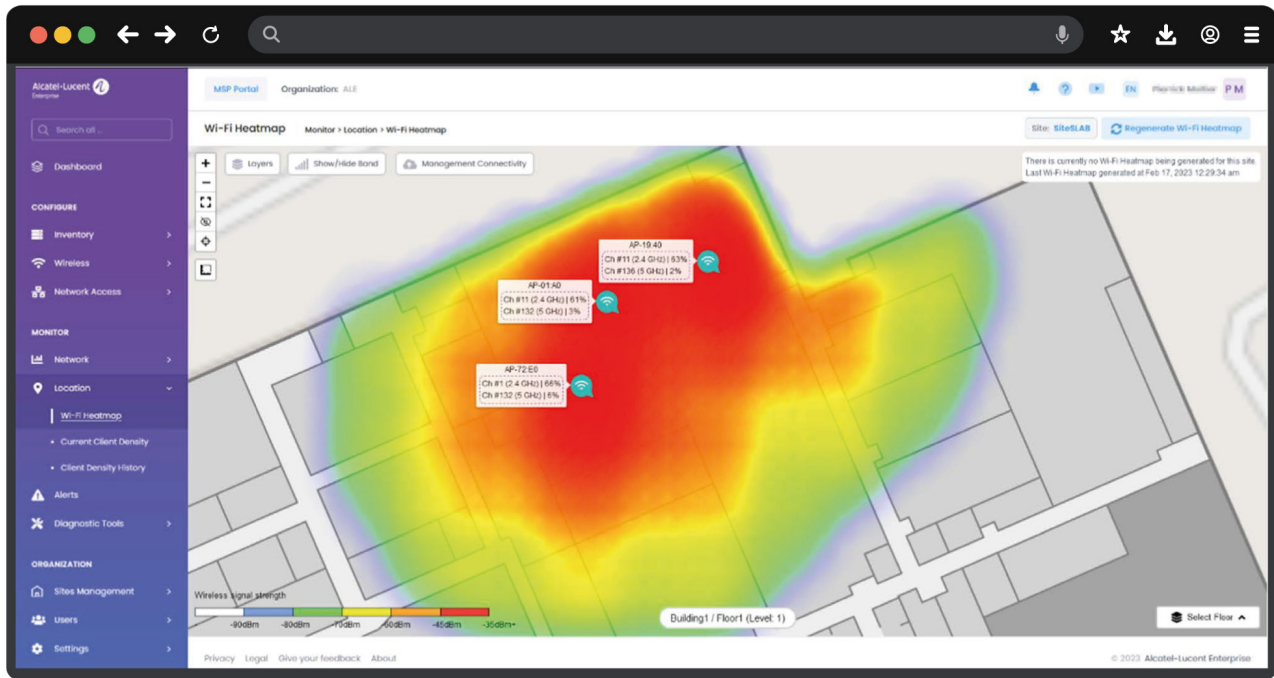 Alcatel-Lucent
Enterprise
MSP Portal
Organization: ALE
EN
P M
Search all ..
Wi-Fi Heatmap
Monitor > Location > Wi-Fi Heatmap
Site: SiteSLAB
Regenerate Wi-Fi Heatmap
Dashboard
Layers
Show/Hide Band
Management Connectivity
There is currently no Wi-Fi Heatmap being generated for this site.
Last Wi-Fi Heatmap generated at Feb 17, 2023 12:29:34 am
CONFIGURE
Inventory
Wireless
Network Access
MONITOR
Network
Location
Wi-Fi Heatmap
Current Client Density
Client Density History
Alerts
Diagnostic Tools
ORGANIZATION
Sites Management
Users
Settings
AP-19:40
Ch #11 (2.4 GHz) | 63%
Ch #136 (5 GHz) | 2%
AP-01:A0
Ch #11 (2.4 GHz) | 61%
Ch #132 (5 GHz) | 3%
AP-72:E0
Ch #1 (2.4 GHz) | 66%
Ch #132 (5 GHz) | 6%
Wireless signal strength
-90dBm -80dBm -70dBm -60dBm -45dBm -35dBm+
Building1 / Floor1 (Level: 1)
Select Floor
Privacy Legal Give your feedback About
© 2023 Alcatel-Lucent Enterprise